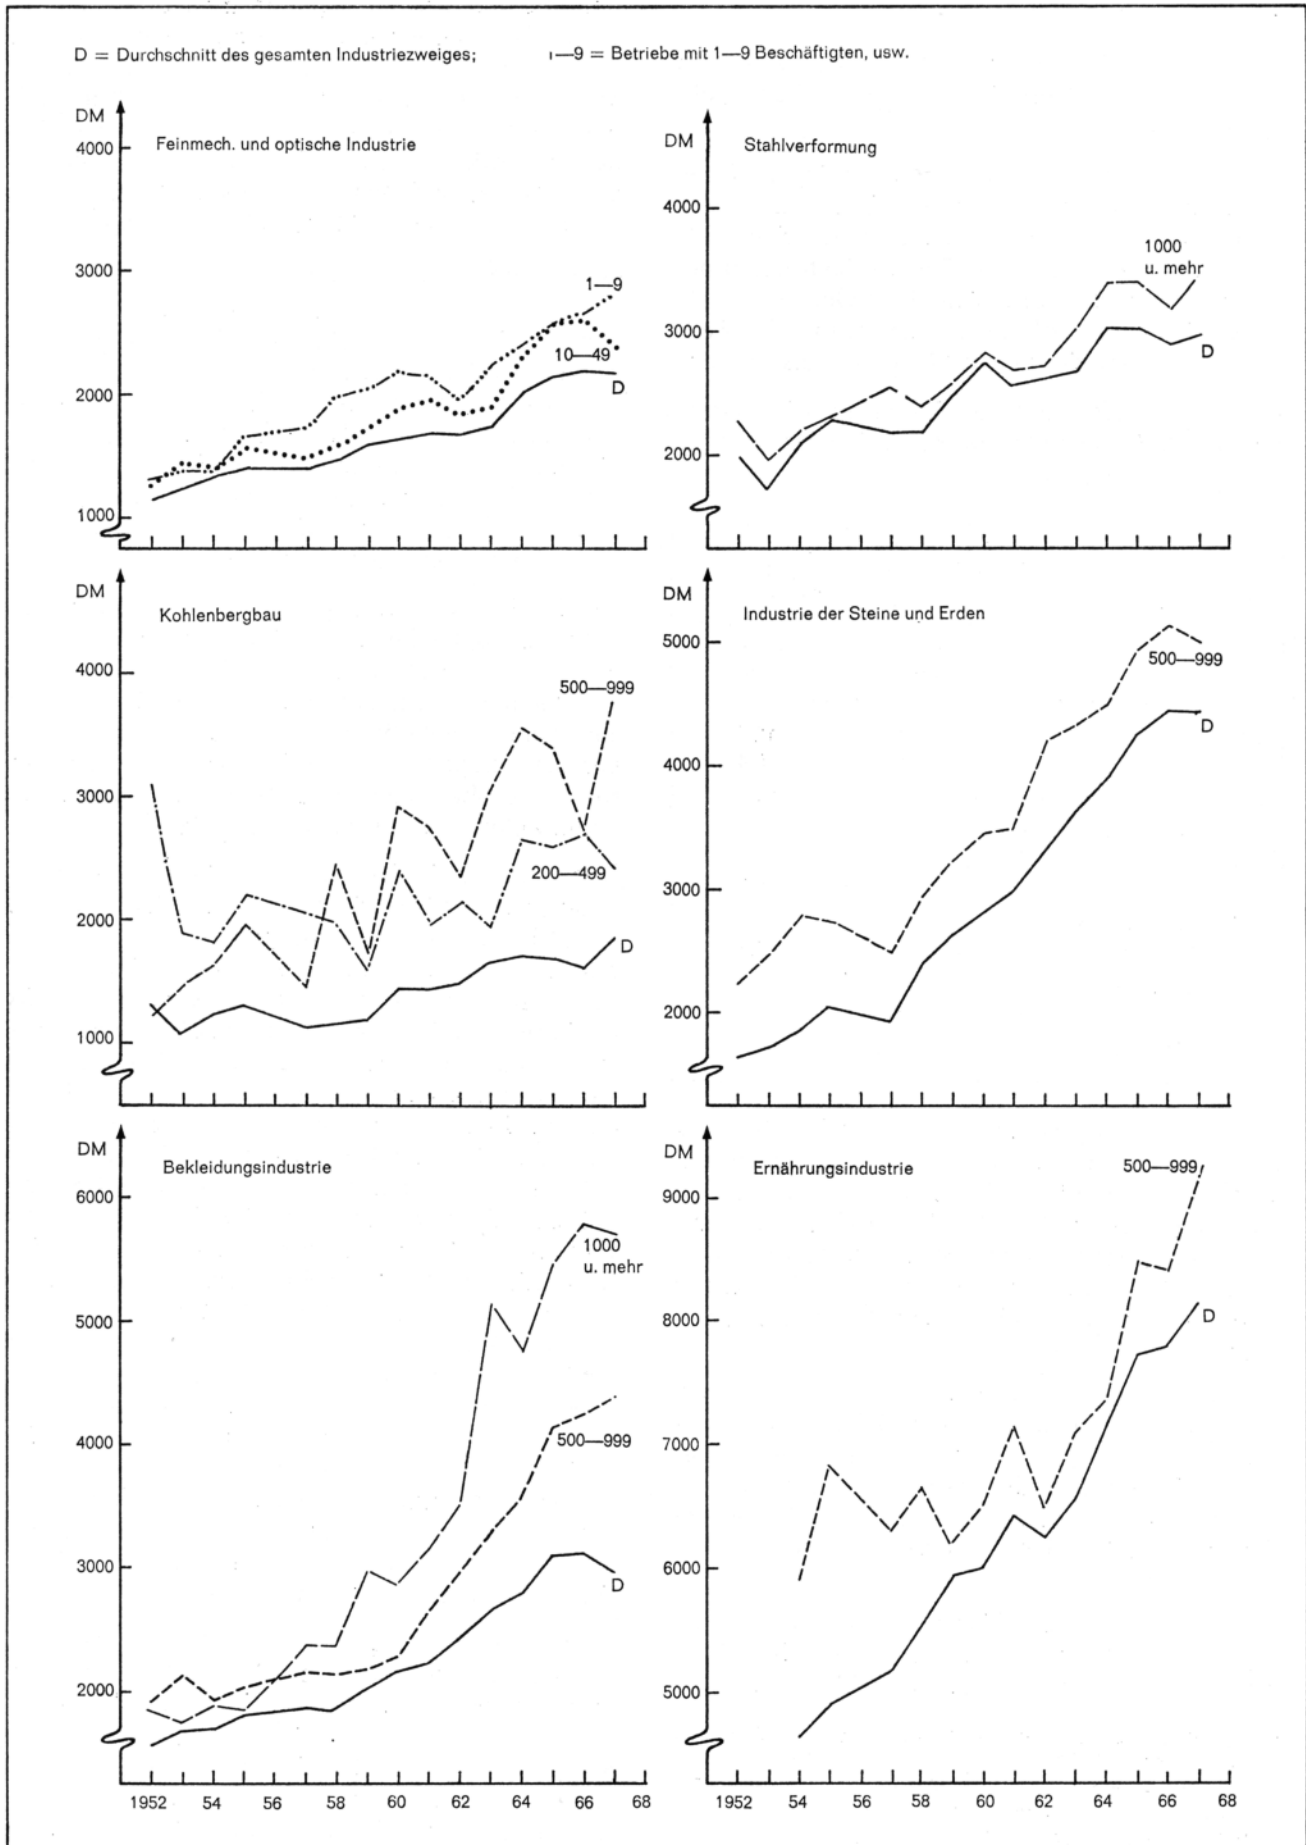 D = Durchschnitt des gesamten Industriezweiges; 1—9 = Betriebe mit 1—9 Beschäftigten, usw.
DM
Feinmech. und optische Industrie
4000
3000
2000
1000
1—9
10—49
D
DM
Stahlverformung
4000
3000
2000
1000
u. mehr
D
DM
Kohlenbergbau
4000
3000
2000
1000
500—999
200—499
D
DM
Industrie der Steine und Erden
5000
4000
3000
2000
500—999
D
DM
Bekleidungsindustrie
6000
5000
4000
3000
2000
1000
u. mehr
500—999
D
1952 54 56 58 60 62 64 66 68
DM
Ernährungsindustrie
9000
8000
7000
6000
5000
500—999
D
1952 54 56 58 60 62 64 66 68